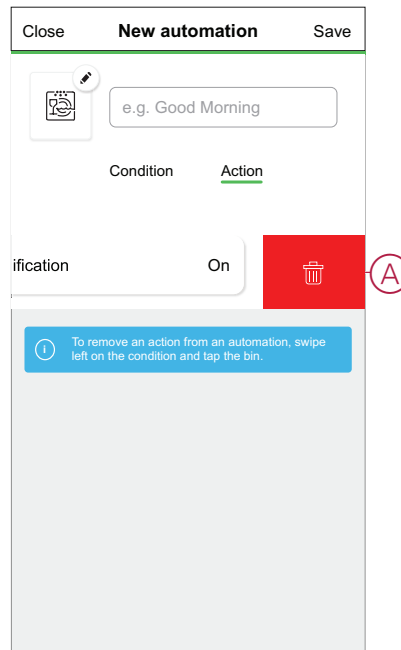 Close New automation Save
e.g. Good Morning
Condition Action
ification On
A
To remove an action from an automation, swipe
left on the condition and tap the bin.